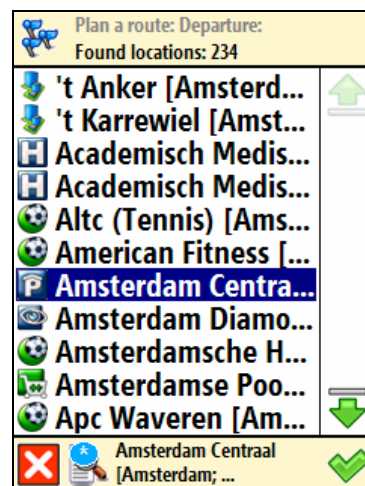 Plan a route: Departure:
Found locations: 234
't Anker [Amsterd...
't Karrewiel [Amst...
Academisch Medis...
Academisch Medis...
Altc (Tennis) [Ams...
American Fitness [...
Amsterdam Centra...
Amsterdam Diamo...
Amsterdamsche H...
Amsterdamse Poo...
Apc Waveren [Am...
Amsterdam Centraal
[Amsterdam; ...